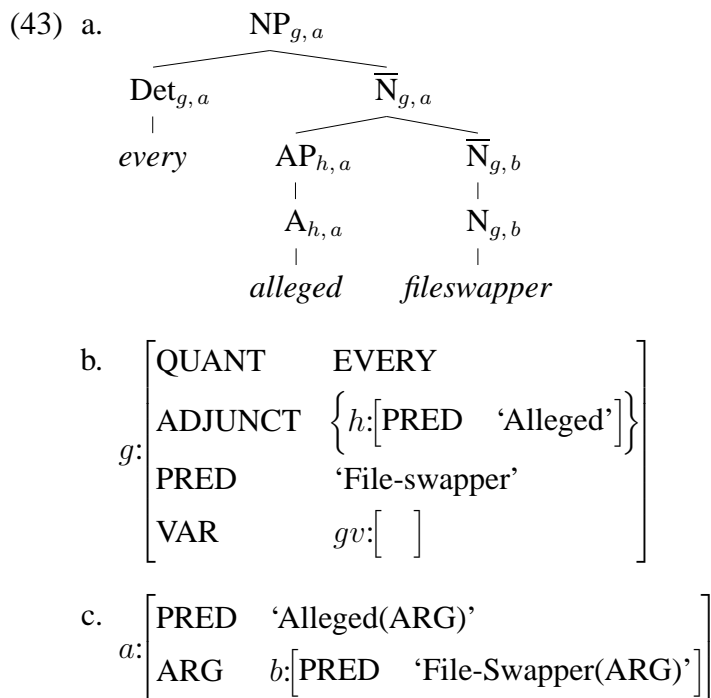 (43) a. NP_{g, a}
Det_{g, a} N̅_{g, a}
every AP_{h, a} N̅_{g, b}
A_{h, a} N_{g, b}
alleged fileswapper
b. g:[QUANT EVERY
ADJUNCT {h:[PRED 'Alleged']}
PRED 'File-swapper'
VAR gv:[ ]]
c. a:[PRED 'Alleged(ARG)'
ARG b:[PRED 'File-Swapper(ARG)']]